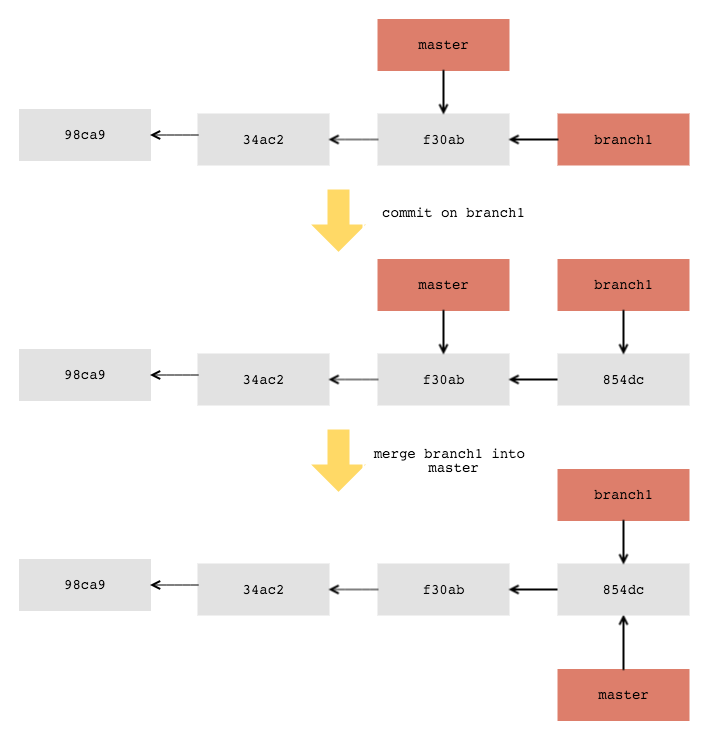 master
98ca9
34ac2
f30ab
branch1
commit on branch1
master
branch1
98ca9
34ac2
f30ab
854dc
merge branch1 into
master
branch1
98ca9
34ac2
f30ab
854dc
master